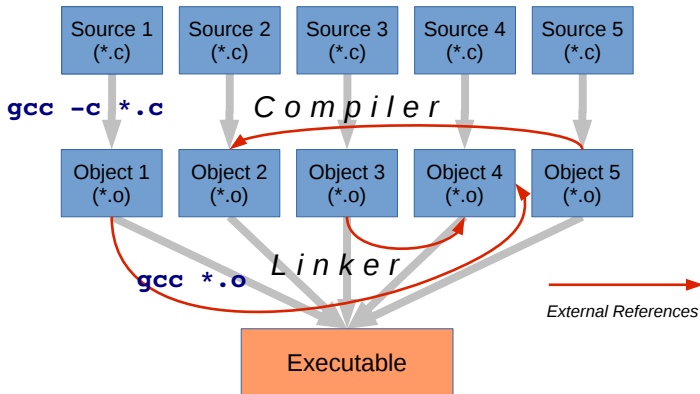 Source 1
(*.c)
Source 2
(*.c)
Source 3
(*.c)
Source 4
(*.c)
Source 5
(*.c)
gcc -c *.c
Compiler
Object 1
(*.o)
Object 2
(*.o)
Object 3
(*.o)
Object 4
(*.o)
Object 5
(*.o)
Linker
gcc *.o
External References
Executable